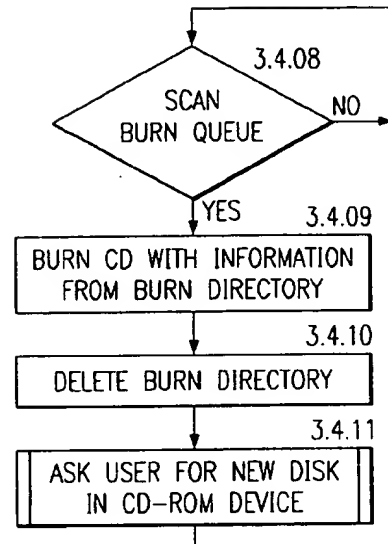 3.4.08
SCAN
BURN QUEUE
NO
YES
3.4.09
BURN CD WITH INFORMATION
FROM BURN DIRECTORY
3.4.10
DELETE BURN DIRECTORY
3.4.11
ASK USER FOR NEW DISK
IN CD-ROM DEVICE